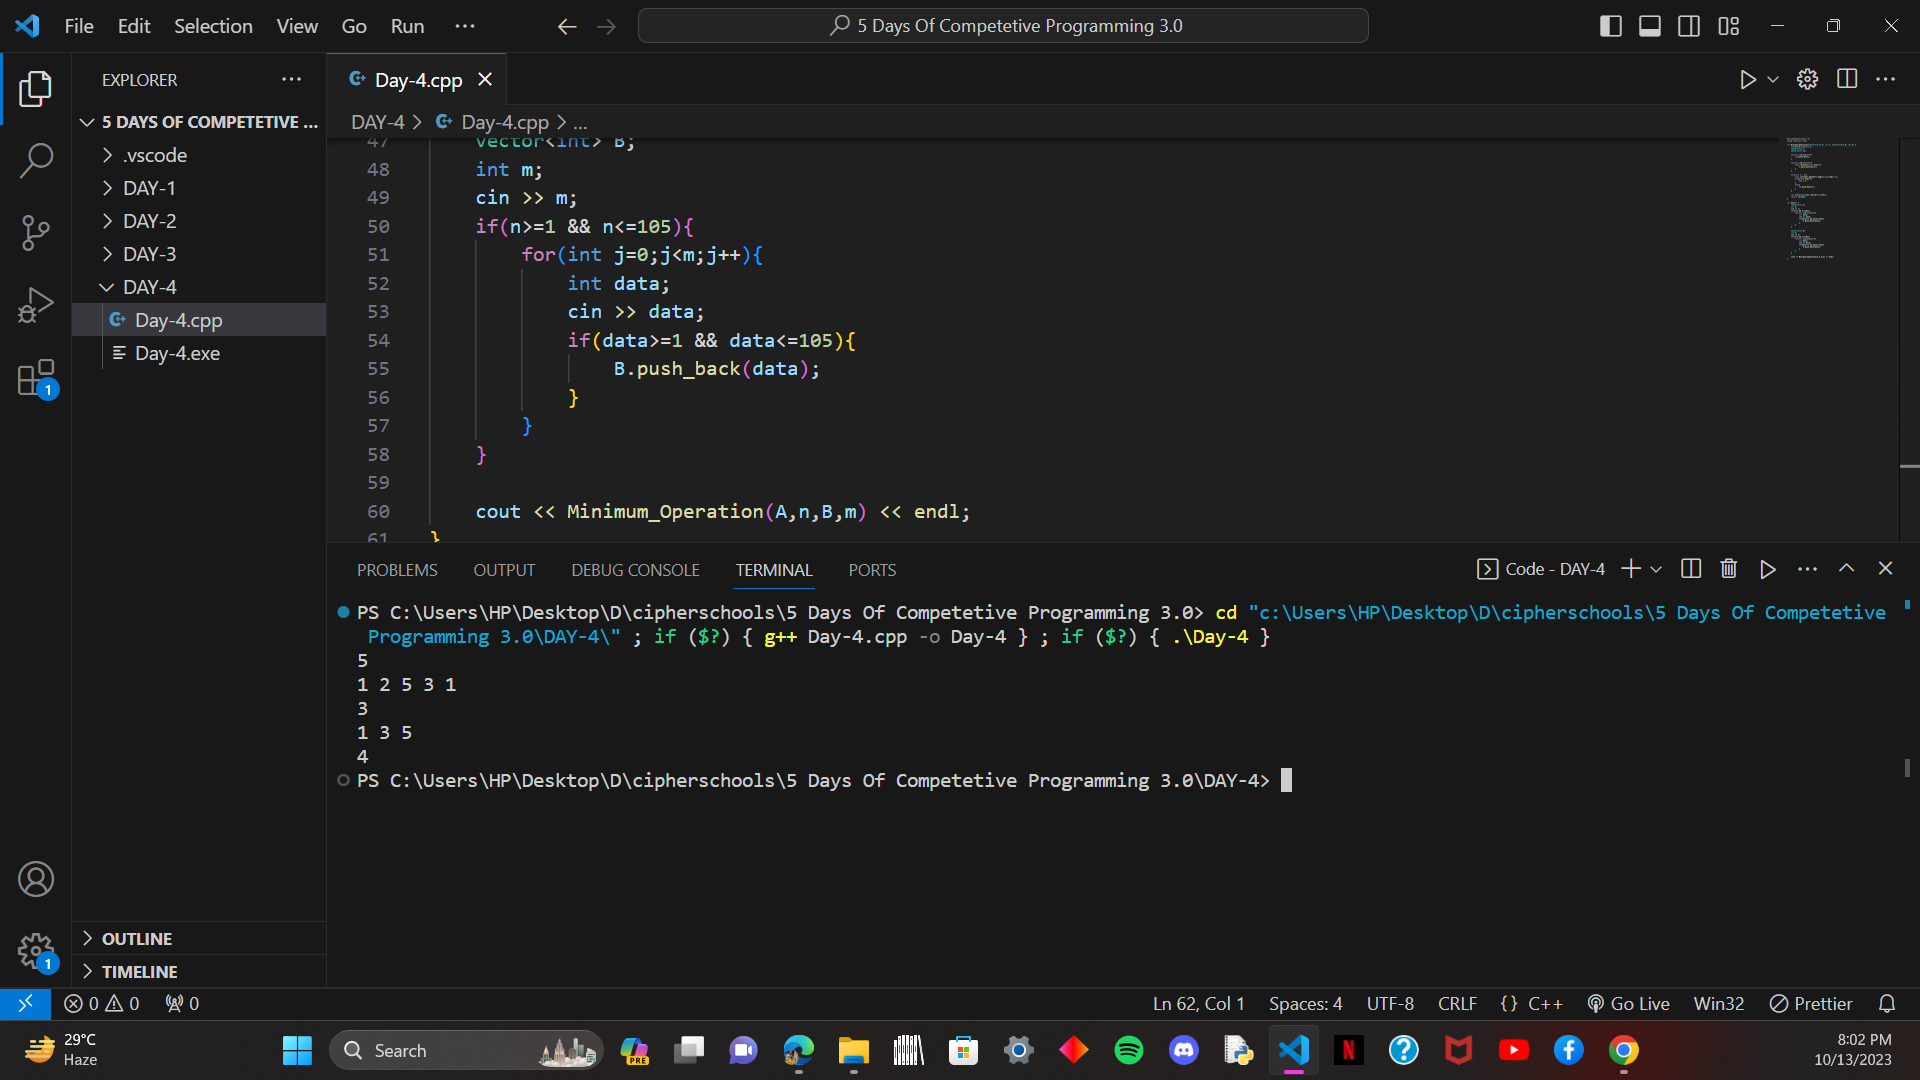 File Edit Selection View Go Run ...
5 Days Of Competetive Programming 3.0
EXPLORER
Day-4.cpp
5 DAYS OF COMPETETIVE ...
DAY-4 > Day-4.cpp > ...
.vscode
DAY-1
DAY-2
DAY-3
DAY-4
Day-4.cpp
Day-4.exe
47 vector<int> B;
48 int m;
49 cin >> m;
50 if(n>=1 && n<=105){
51 for(int j=0;j<m;j++){
52 int data;
53 cin >> data;
54 if(data>=1 && data<=105){
55 B.push_back(data);
56 }
57 }
58 }
59
60 cout << Minimum_Operation(A,n,B,m) << endl;
61 }
PROBLEMS OUTPUT DEBUG CONSOLE TERMINAL PORTS
Code - DAY-4
PS C:\Users\HP\Desktop\D\cipherschools\5 Days Of Competetive Programming 3.0> cd "c:\Users\HP\Desktop\D\cipherschools\5 Days Of Competetive
Programming 3.0\DAY-4\" ; if ($?) { g++ Day-4.cpp -o Day-4 } ; if ($?) { .\Day-4 }
5
1 2 5 3 1
3
1 3 5
4
PS C:\Users\HP\Desktop\D\cipherschools\5 Days Of Competetive Programming 3.0\DAY-4>
1
1
OUTLINE
TIMELINE
0 0 0
Ln 62, Col 1 Spaces: 4 UTF-8 CRLF {} C++ Go Live Win32 Prettier
29°C
Haze
Search
PRE
N
8:02 PM
10/13/2023